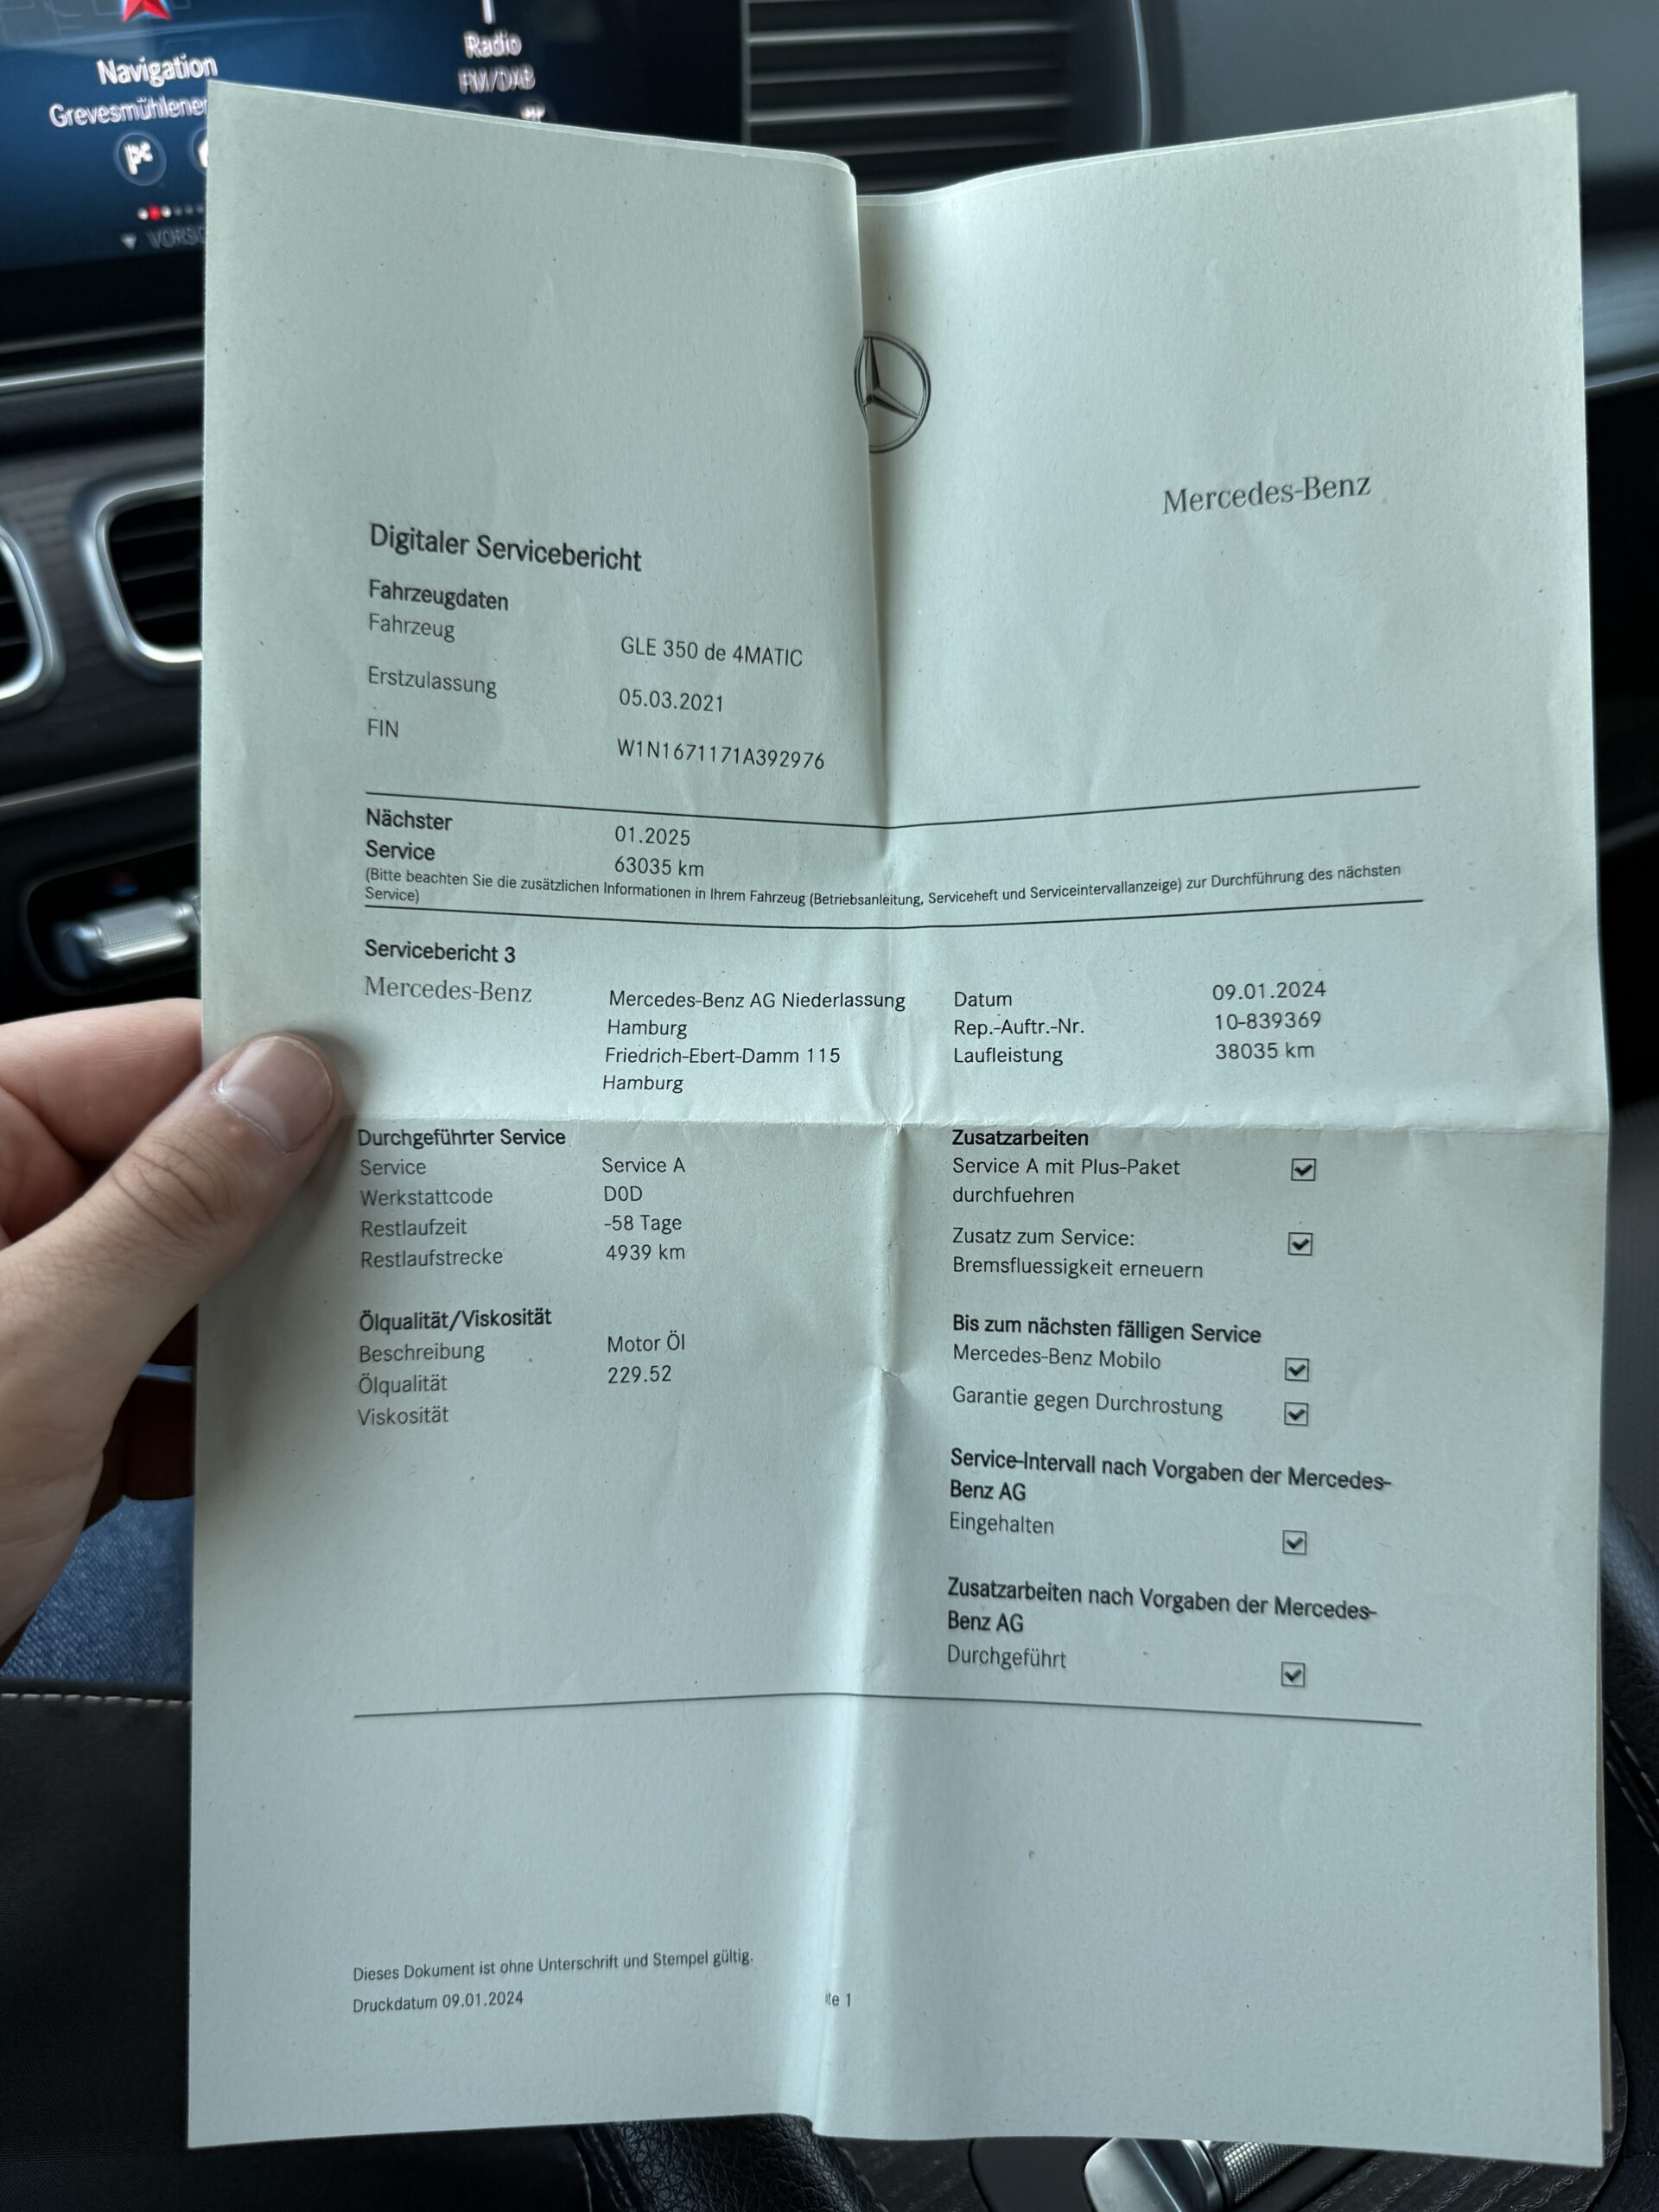 Navigation
Grevesmühlener
Radio
FM/DAB
Mercedes-Benz
Digitaler Servicebericht
Fahrzeugdaten
Fahrzeug GLE 350 de 4MATIC
Erstzulassung 05.03.2021
FIN W1N1671171A392976
Nächster 01.2025
Service 63035 km
(Bitte beachten Sie die zusätzlichen Informationen in Ihrem Fahrzeug (Betriebsanleitung, Serviceheft und Serviceintervallanzeige) zur Durchführung des nächsten
Service)
Servicebericht 3
Mercedes-Benz
Mercedes-Benz AG Niederlassung
Hamburg
Friedrich-Ebert-Damm 115
Hamburg
Datum 09.01.2024
Rep.-Auftr.-Nr. 10-839369
Laufleistung 38035 km
Durchgeführter Service
Service Service A
Werkstattcode D0D
Restlaufzeit -58 Tage
Restlaufstrecke 4939 km
Ölqualität/Viskosität
Beschreibung Motor Öl
Ölqualität 229.52
Viskosität
Zusatzarbeiten
Service A mit Plus-Paket
durchfuehren
Zusatz zum Service:
Bremsfluessigkeit erneuern
Bis zum nächsten fälligen Service
Mercedes-Benz Mobilo
Garantie gegen Durchrostung
Service-Intervall nach Vorgaben der Mercedes-
Benz AG
Eingehalten
Zusatzarbeiten nach Vorgaben der Mercedes-
Benz AG
Durchgeführt
Dieses Dokument ist ohne Unterschrift und Stempel gültig.
Druckdatum 09.01.2024
ite 1